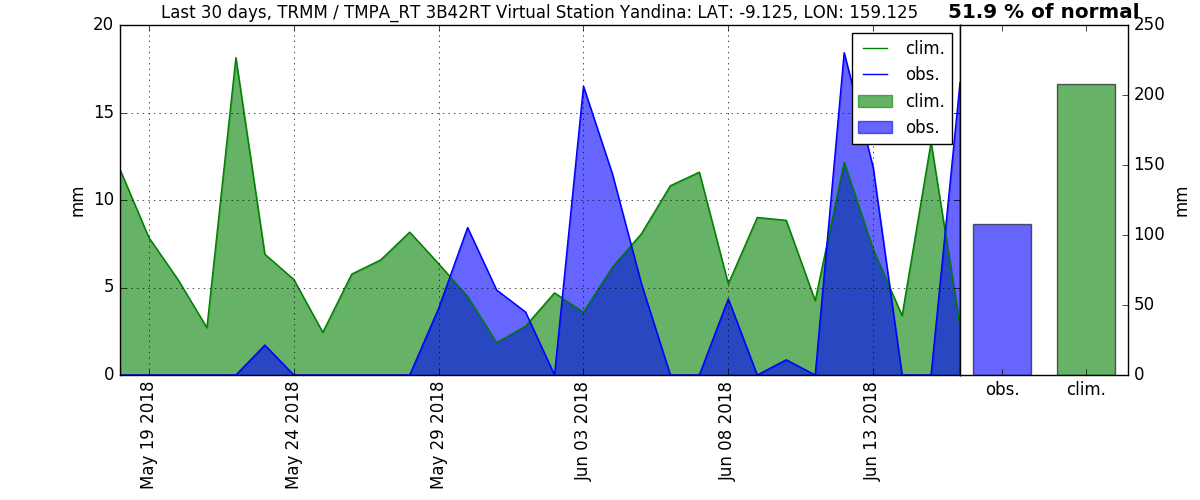 Last 30 days, TRMM / TMPA_RT 3B42RT Virtual Station Yandina: LAT: -9.125, LON: 159.125
51.9 % of normal
20
15
10
5
0
mm
clim.
obs.
clim.
obs.
250
200
150
100
50
0
mm
obs.
clim.
May 19 2018
May 24 2018
May 29 2018
Jun 03 2018
Jun 08 2018
Jun 13 2018